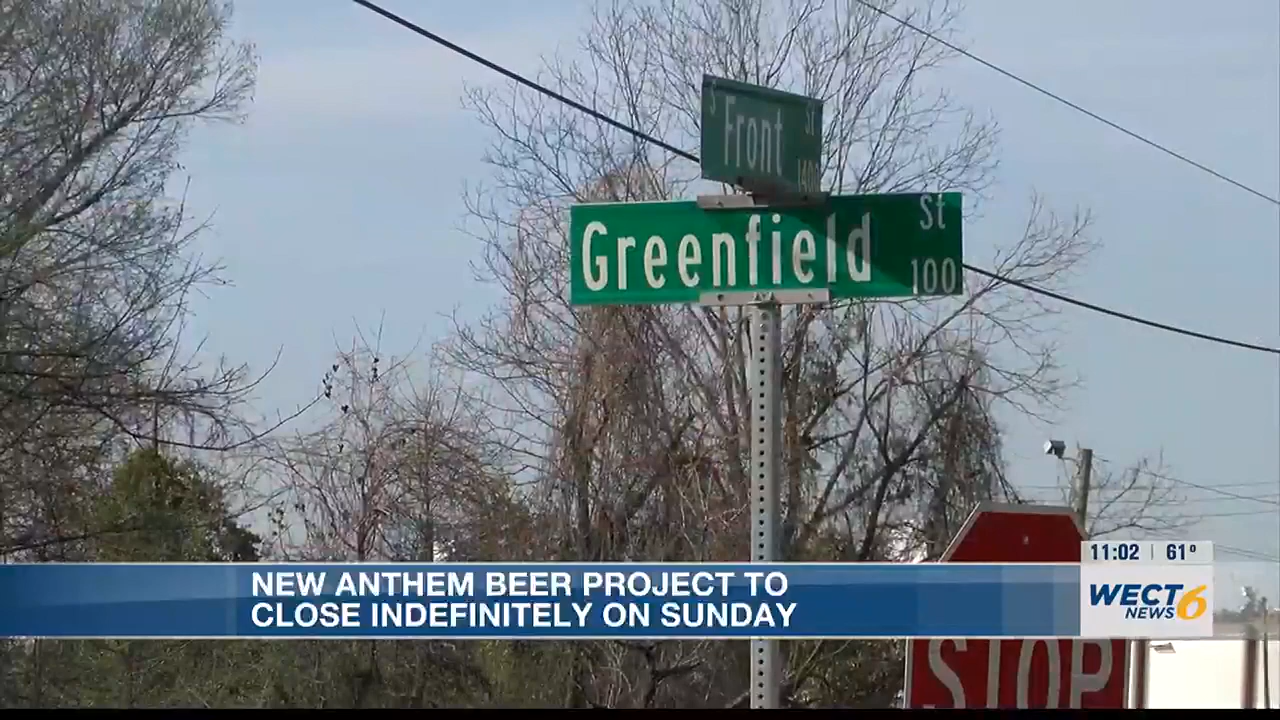 S Front St
1400
Greenfield St
100
NEW ANTHEM BEER PROJECT TO
CLOSE INDEFINITELY ON SUNDAY
11:02 61°
WECT 6
NEWS
STOP